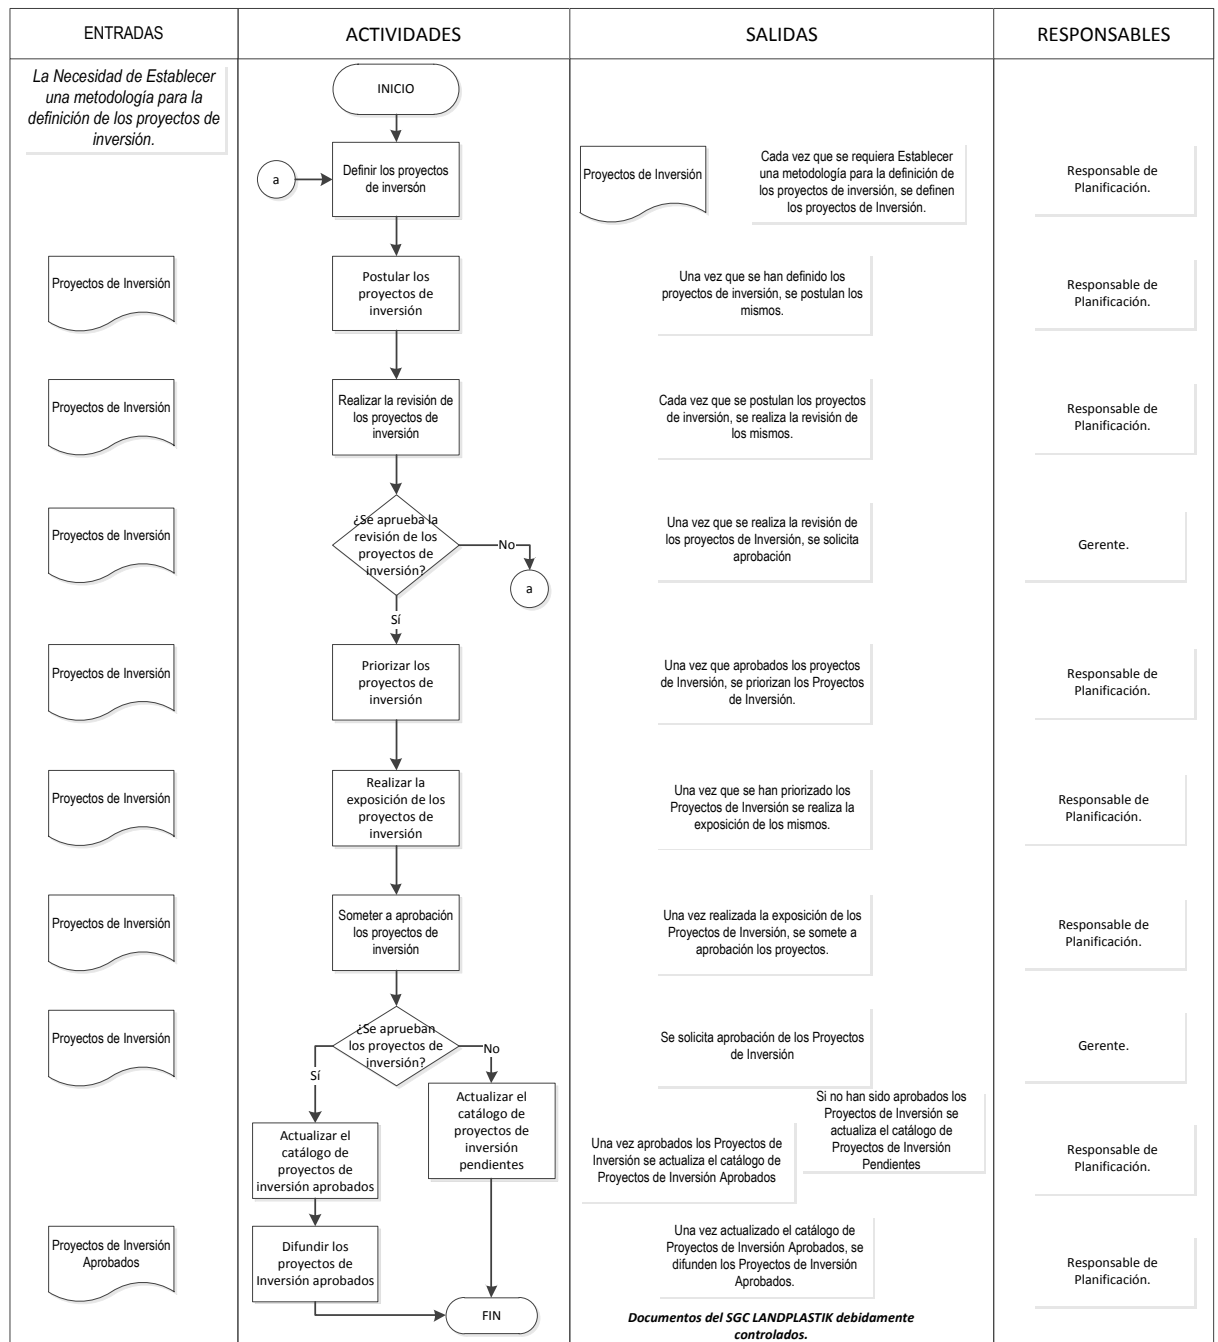 ENTRADAS
ACTIVIDADES
SALIDAS
RESPONSABLES
La Necesidad de Establecer
una metodología para la
definición de los proyectos de
inversión.
INICIO
a
Definir los proyectos
de inversón
Proyectos de Inversión
Cada vez que se requiera Establecer
una metodología para la definición de
los proyectos de inversión, se definen
los proyectos de Inversión.
Responsable de
Planificación.
Proyectos de Inversión
Postular los
proyectos de
inversión
Una vez que se han definido los
proyectos de inversión, se postulan los
mismos.
Responsable de
Planificación.
Proyectos de Inversión
Realizar la revisión de
los proyectos de
inversión
Cada vez que se postulan los proyectos
de inversión, se realiza la revisión de
los mismos.
Responsable de
Planificación.
Proyectos de Inversión
¿Se aprueba la
revisión de los
proyectos de
inversión?
No
a
Sí
Una vez que se realiza la revisión de
los proyectos de Inversión, se solicita
aprobación
Gerente.
Proyectos de Inversión
Priorizar los
proyectos de
inversión
Una vez que aprobados los proyectos
de Inversión, se priorizan los Proyectos
de Inversión.
Responsable de
Planificación.
Proyectos de Inversión
Realizar la
exposición de los
proyectos de
inversión
Una vez que se han priorizado los
Proyectos de Inversión se realiza la
exposición de los mismos.
Responsable de
Planificación.
Proyectos de Inversión
Someter a aprobación
los proyectos de
inversión
Una vez realizada la exposición de los
Proyectos de Inversión, se somete a
aprobación los proyectos.
Responsable de
Planificación.
Proyectos de Inversión
¿Se aprueban
los proyectos de
inversión?
Sí
No
Se solicita aprobación de los Proyectos
de Inversión
Gerente.
Actualizar el
catálogo de
proyectos de
inversión aprobados
Actualizar el
catálogo de
proyectos de
inversión
pendientes
Una vez aprobados los Proyectos de
Inversión se actualiza el catálogo de
Proyectos de Inversión Aprobados
Si no han sido aprobados los
Proyectos de Inversión se
actualiza el catálogo de
Proyectos de Inversión
Pendientes
Responsable de
Planificación.
Proyectos de Inversión
Aprobados
Difundir los
proyectos de
Inversión aprobados
Una vez actualizado el catálogo de
Proyectos de Inversión Aprobados, se
difunden los Proyectos de Inversión
Aprobados.
Responsable de
Planificación.
FIN
Documentos del SGC LANDPLASTIK debidamente
controlados.